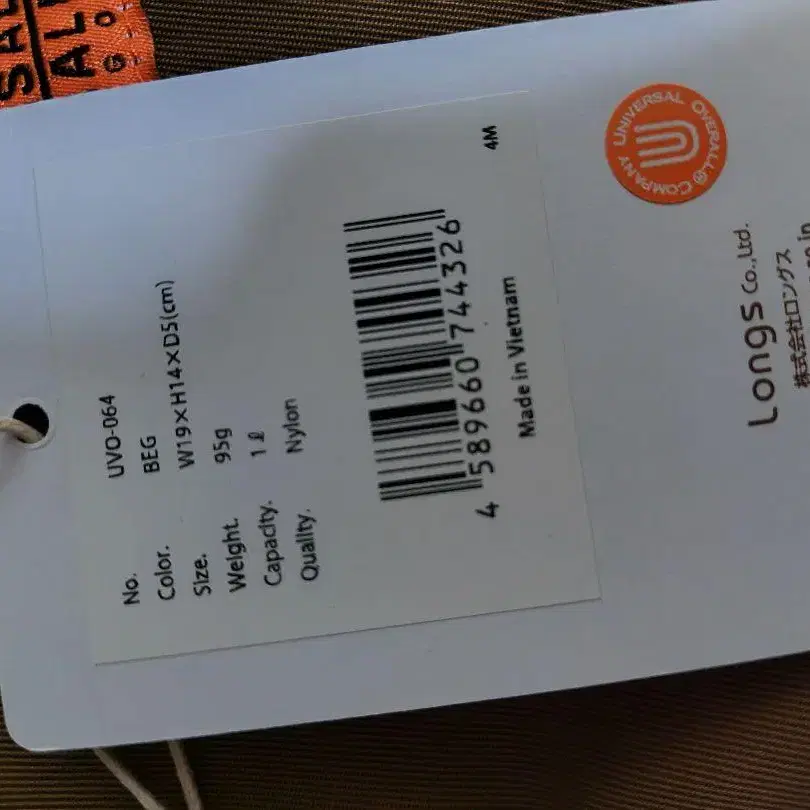 No. UVO-064
Color. BEG
Size. W19×H14×D5(cm)
Weight. 95g
Capacity. 1ℓ
Quality. Nylon
4 589660 744326
Made in Vietnam
4M
UNIVERSAL OVERALL® COMPANY
Longs Co.,Ltd.
株式会社ロングス